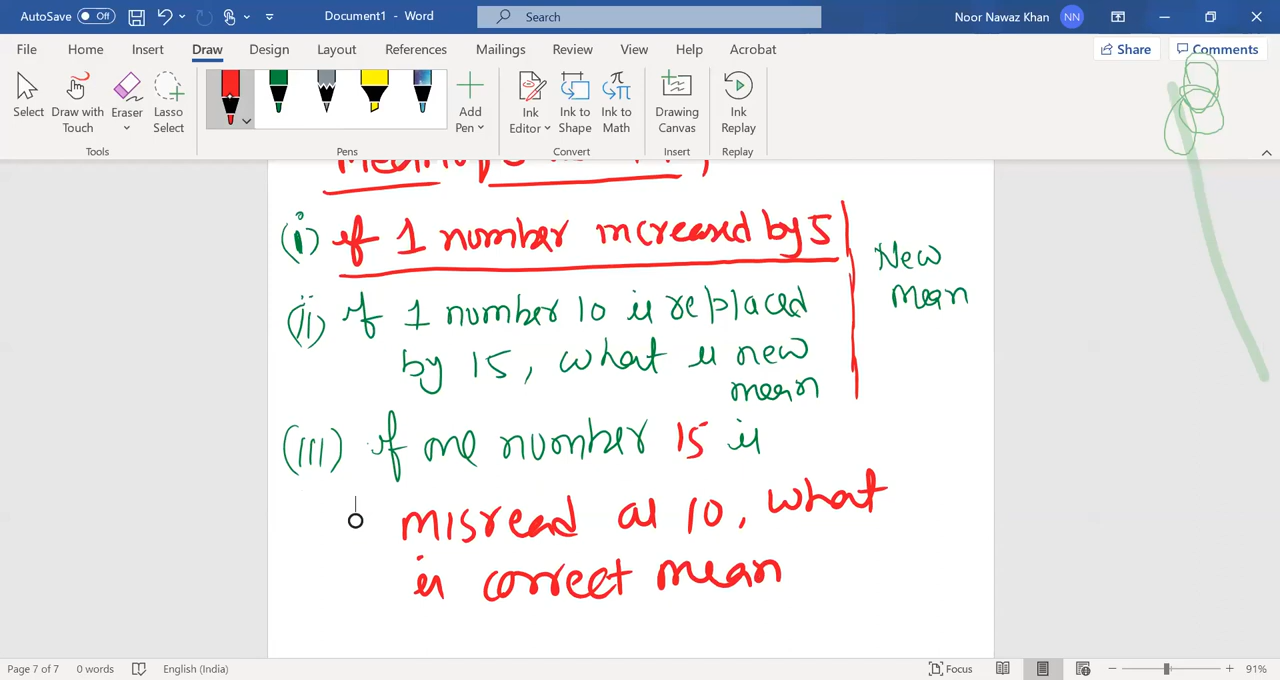 AutoSave Off Document1 - Word Search Noor Nawaz Khan NN
File Home Insert Draw Design Layout References Mailings Review View Help Acrobat Share Comments
Select Draw with Touch Eraser Lasso Select Add Pen Ink Editor Ink to Shape Ink to Math Drawing Canvas Ink Replay
Tools Pens Convert Insert Replay
(i) if 1 number increased by 5
New
mean
(ii) if 1 number 10 is replaced
by 15, what is new
mean
(III) if one number 15 is
misread as 10, what
is correct mean
Page 7 of 7 0 words English (India) Focus 91%